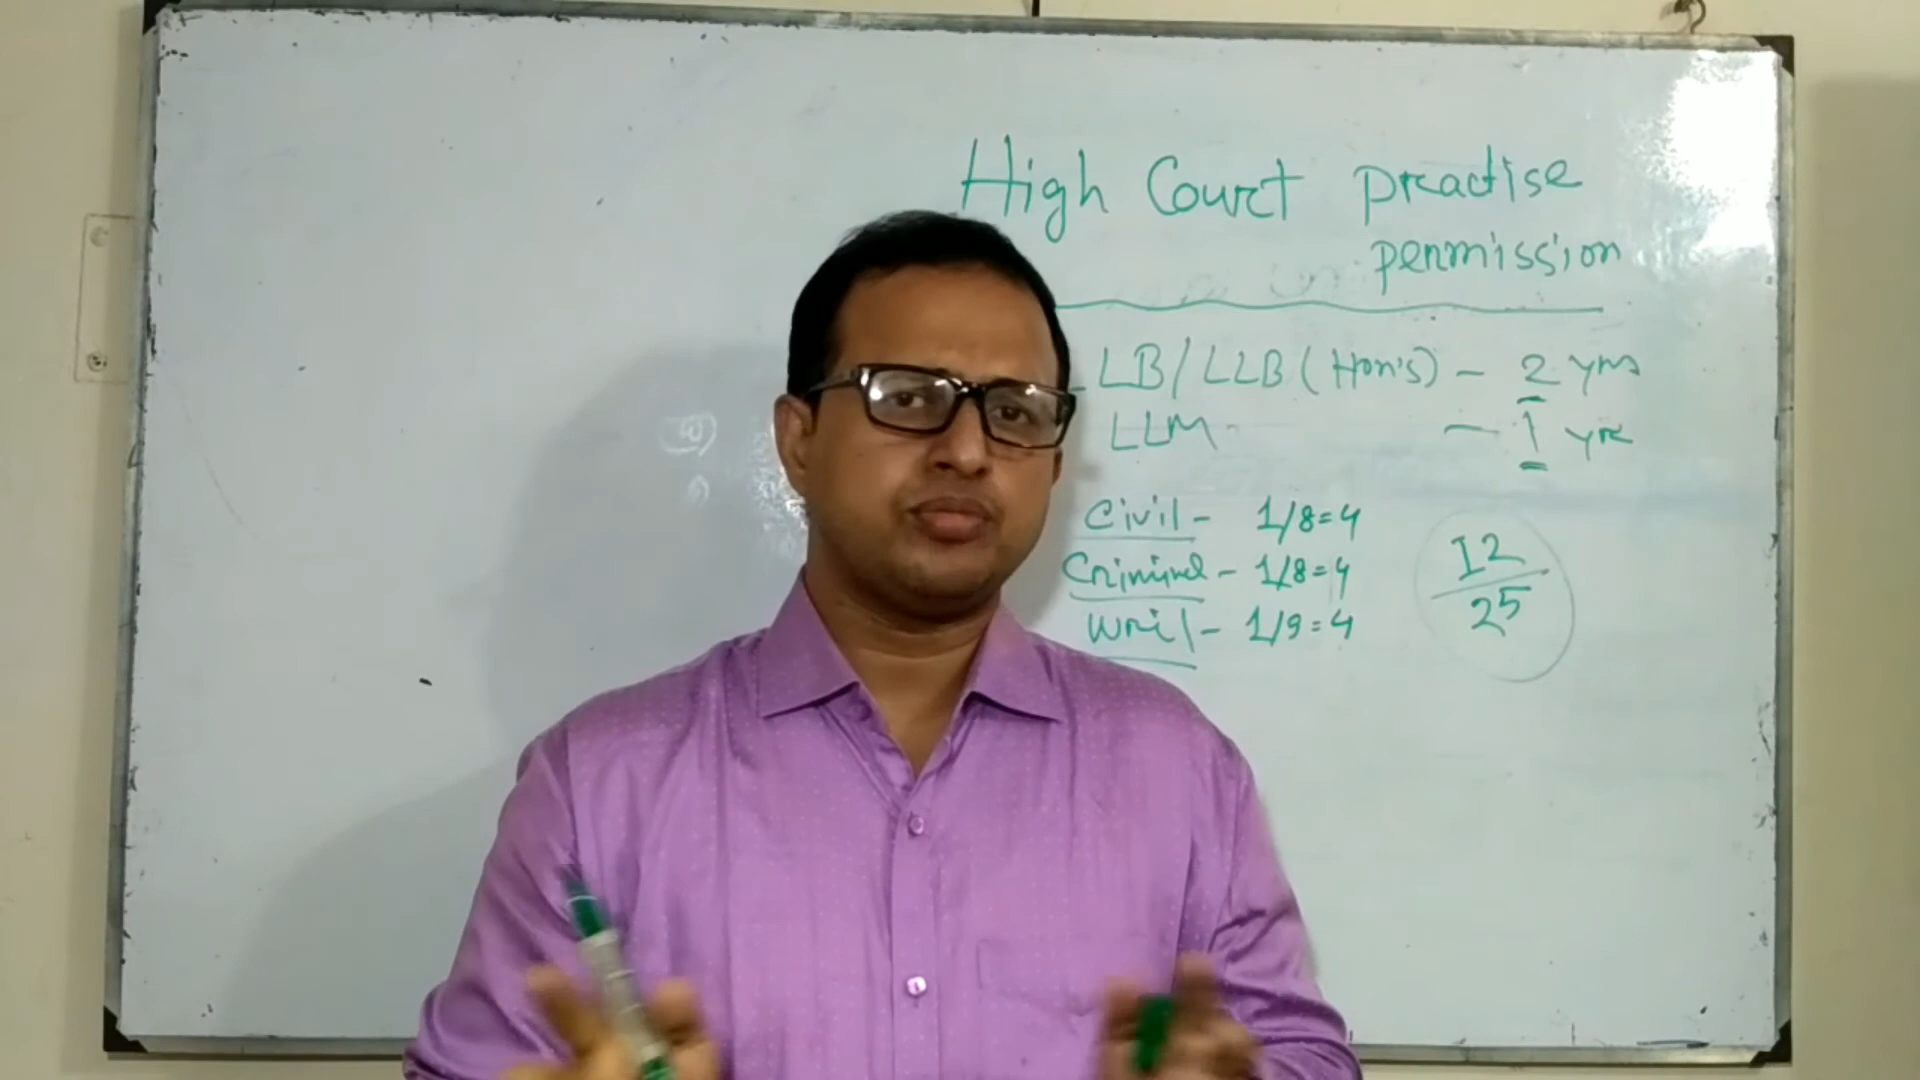 High Court practise
permission
LB/LLB (Hon's) - 2 yrs
LLM - 1 yr
Civil - 1/8=4
Criminal - 1/8=4
Writ - 1/9=4
12
25